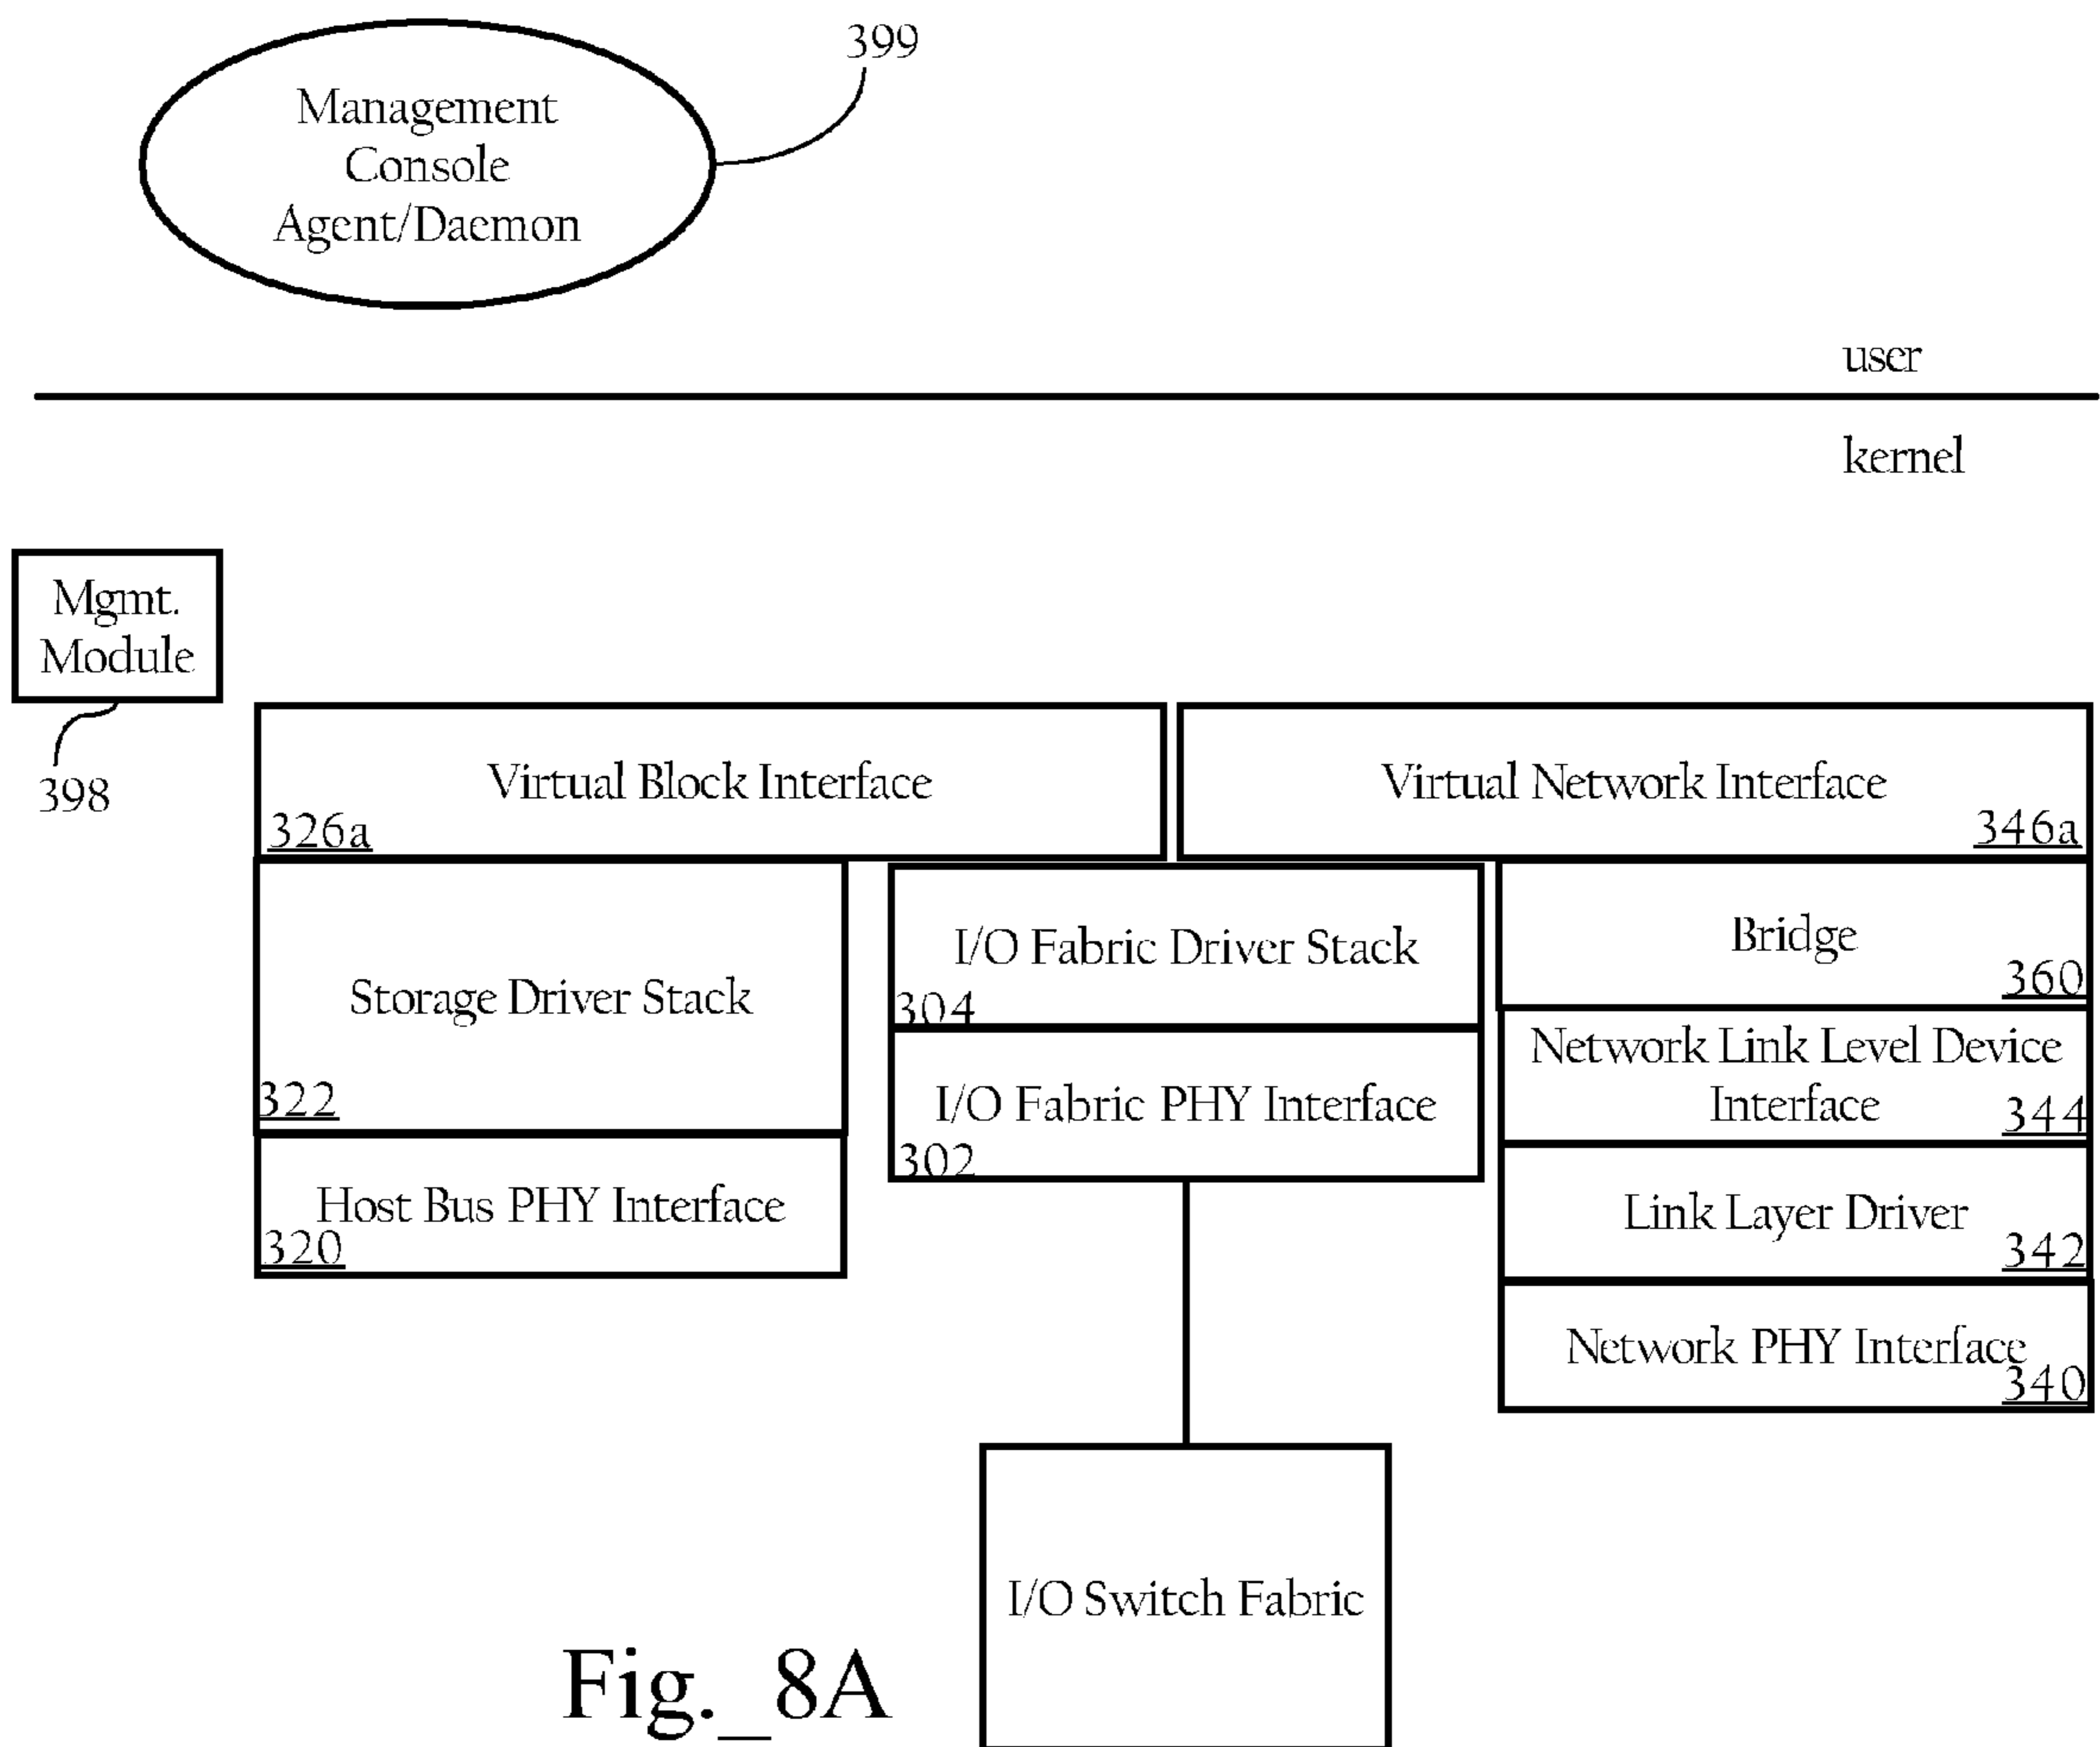 399
Management
Console
Agent/Daemon
user
kernel
Mgmt.
Module
398
Virtual Block Interface
326a
Virtual Network Interface
346a
Storage Driver Stack
322
I/O Fabric Driver Stack
304
Bridge
360
I/O Fabric PHY Interface
302
Network Link Level Device
Interface
344
Host Bus PHY Interface
320
Link Layer Driver
342
Network PHY Interface
340
I/O Switch Fabric
Fig._8A